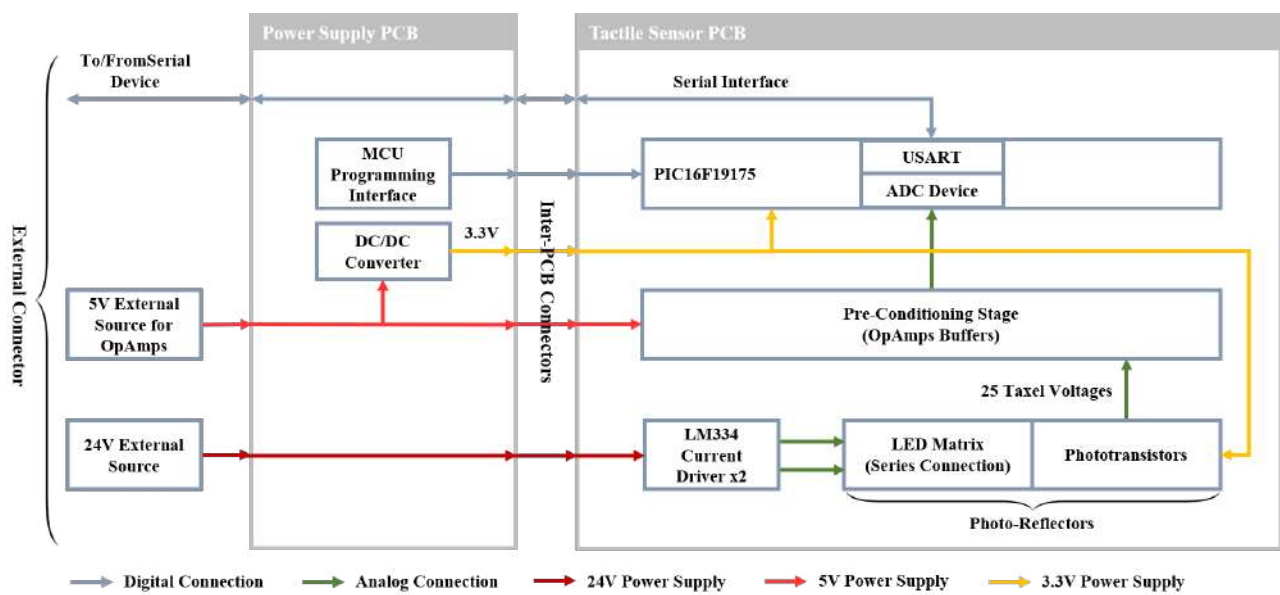 Power Supply PCB
Tactile Sensor PCB
To/FromSerial
Device
Serial Interface
MCU
Programming
Interface
PIC16F19175
USART
ADC Device
External Connector
Inter-PCB Connectors
DC/DC
Converter
3.3V
5V External
Source for
OpAmps
Pre-Conditioning Stage
(OpAmps Buffers)
25 Taxel Voltages
24V External
Source
LM334
Current
Driver x2
LED Matrix
(Series Connection)
Phototransistors
Photo-Reflectors
Digital Connection
Analog Connection
24V Power Supply
5V Power Supply
3.3V Power Supply